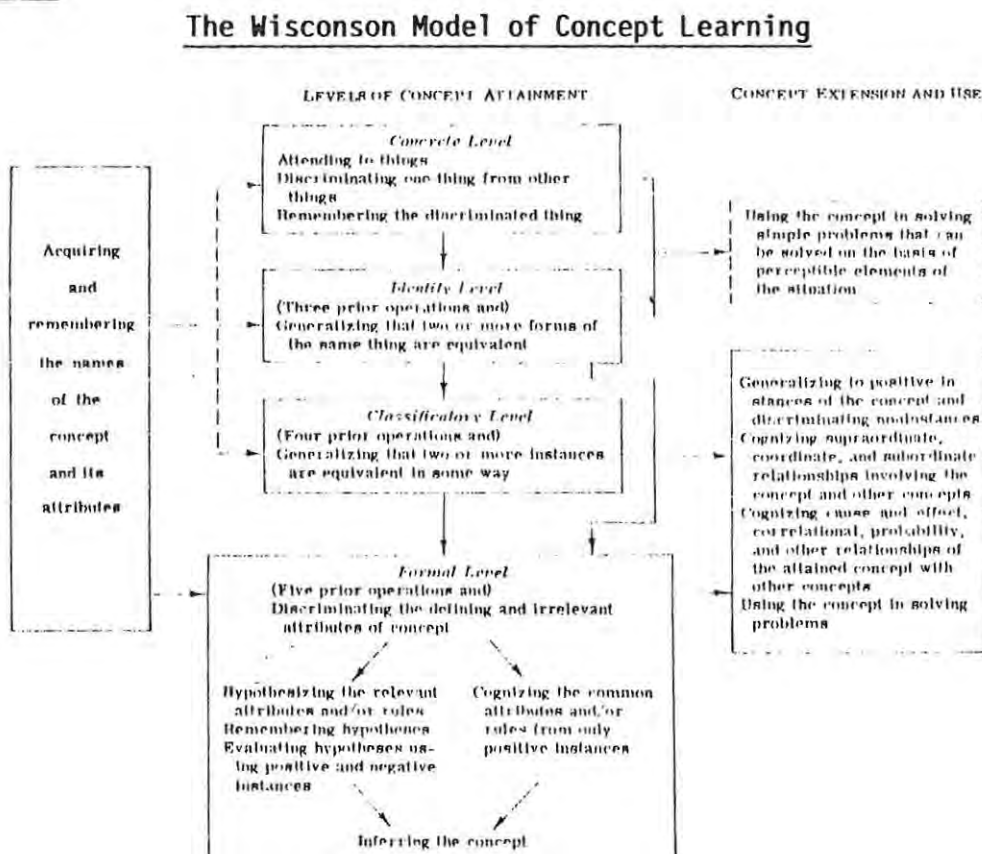 The Wisconson Model of Concept Learning
LEVELS OF CONCEPT ATTAINMENT
CONCEPT EXTENSION AND USE
Acquiring
and
remembering
the names
of the
concept
and its
attributes
Concrete Level
Attending to things
Discriminating one thing from other
things
Remembering the discriminated thing
Identity Level
(Three prior operations and)
Generalizing that two or more forms of
the same thing are equivalent
Classificatory Level
(Four prior operations and)
Generalizing that two or more instances
are equivalent in some way
Formal Level
(Five prior operations and)
Discriminating the defining and irrelevant
attributes of concept
Hypothesizing the relevant
attributes and/or rules
Remembering hypotheses
Evaluating hypotheses us-
ing positive and negative
instances
Cognizing the common
attributes and/or
rules from only
positive instances
Inferring the concept
Using the concept in solving
simple problems that can
be solved on the basis of
perceptible elements of
the situation
Generalizing to positive in
stances of the concept and
discriminating noninstances
Cognizing supraordinate,
coordinate, and subordinate
relationships involving the
concept and other concepts
Cognizing cause and effect,
correlational, probability,
and other relationships of
the attained concept with
other concepts
Using the concept in solving
problems